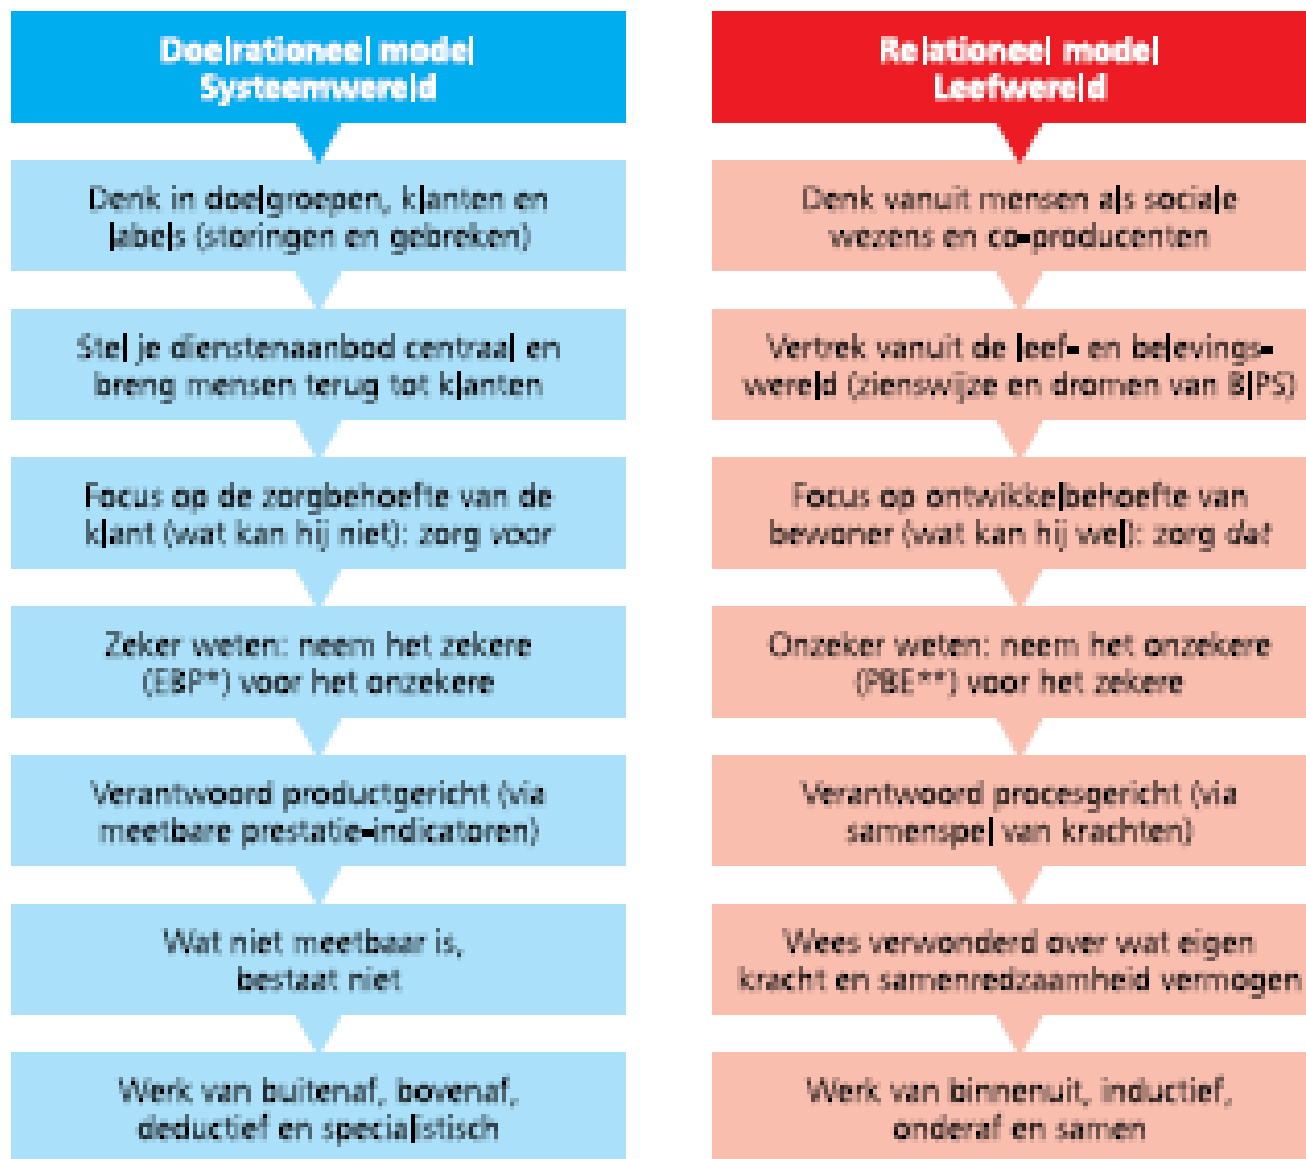 Doelrationeel model
Systeemwereld
Denk in doelgroepen, klanten en
labels (storingen en gebreken)
Stel je dienstenaanbod centraal en
breng mensen terug tot klanten
Focus op de zorgbehoefte van de
klant (wat kan hij niet): zorg voor
Zeker weten: neem het zekere
(EBP*) voor het onzekere
Verantwoord productgericht (via
meetbare prestatie-indicatoren)
Wat niet meetbaar is,
bestaat niet
Werk van buitenaf, bovenaf,
deductief en specialistisch
Relationeel model
Leefwereld
Denk vanuit mensen als sociale
wezens en co-producenten
Vertrek vanuit de leef- en belevings-
wereld (zienswijze en dromen van BIPS)
Focus op ontwikkelbehoefte van
bewoner (wat kan hij wel): zorg dat
Onzeker weten: neem het onzekere
(PBE**) voor het zekere
Verantwoord procesgericht (via
samenspel van krachten)
Wees verwonderd over wat eigen
kracht en samenredzaamheid vermogen
Werk van binnenuit, inductief,
onderaf en samen